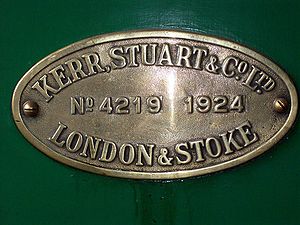 KERR, STUART & Co LTD
No 4219 1924
LONDON & STOKE